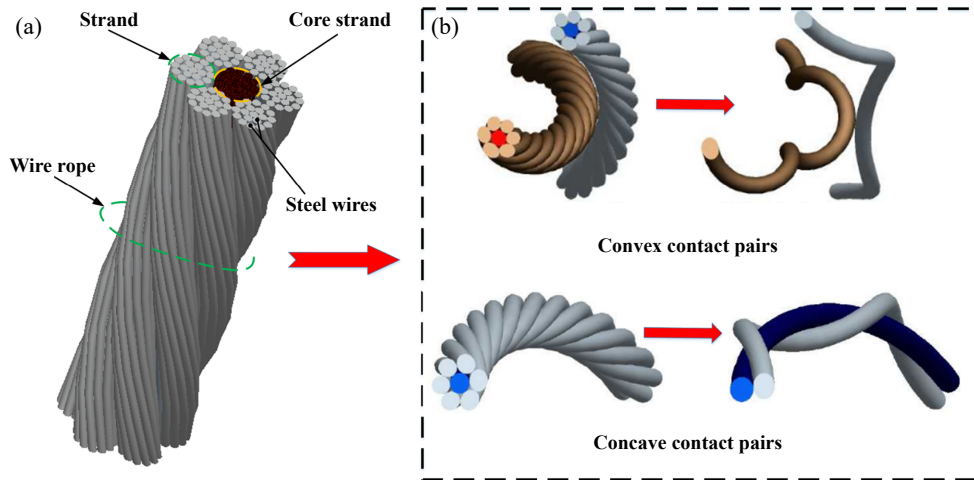 (a)
Strand
Core strand
Wire rope
Steel wires
(b)
Convex contact pairs
Concave contact pairs